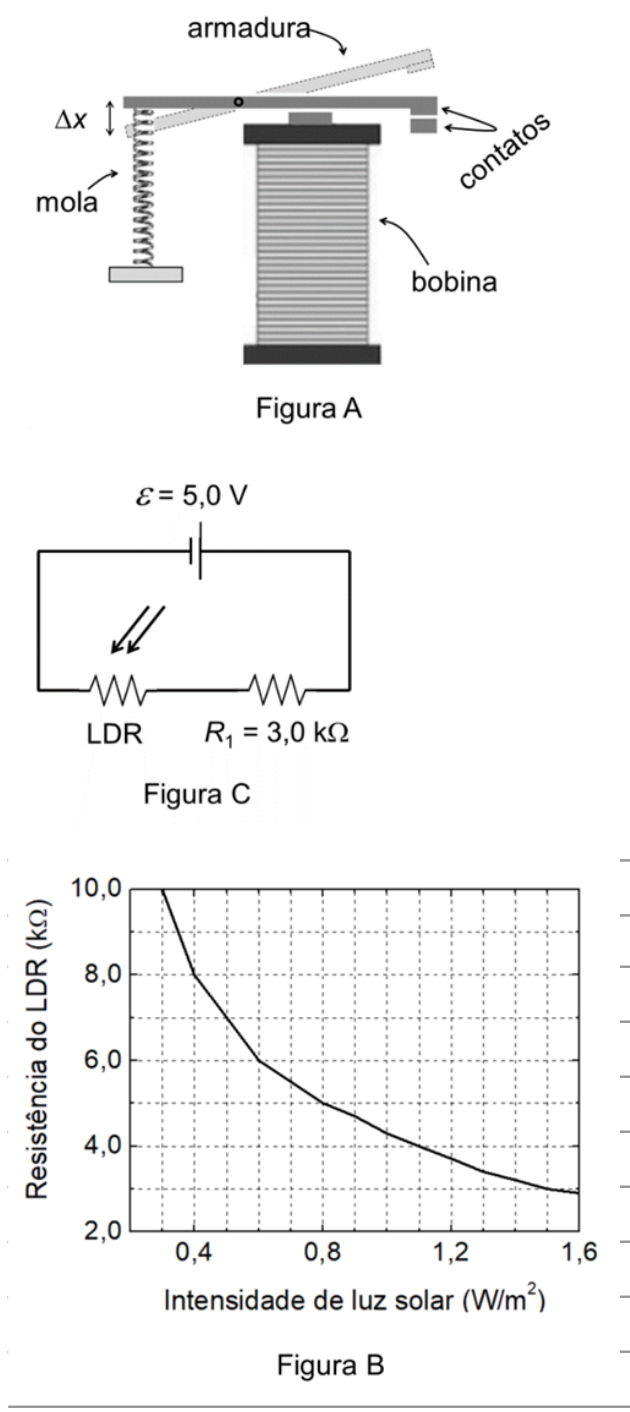 armadura
Δx
mola
contatos
bobina
Figura A
ε = 5,0 V
LDR
R₁ = 3,0 kΩ
Figura C
Resistência do LDR (kΩ)
10,0
8,0
6,0
4,0
2,0
0,4 0,8 1,2 1,6
Intensidade de luz solar (W/m²)
Figura B